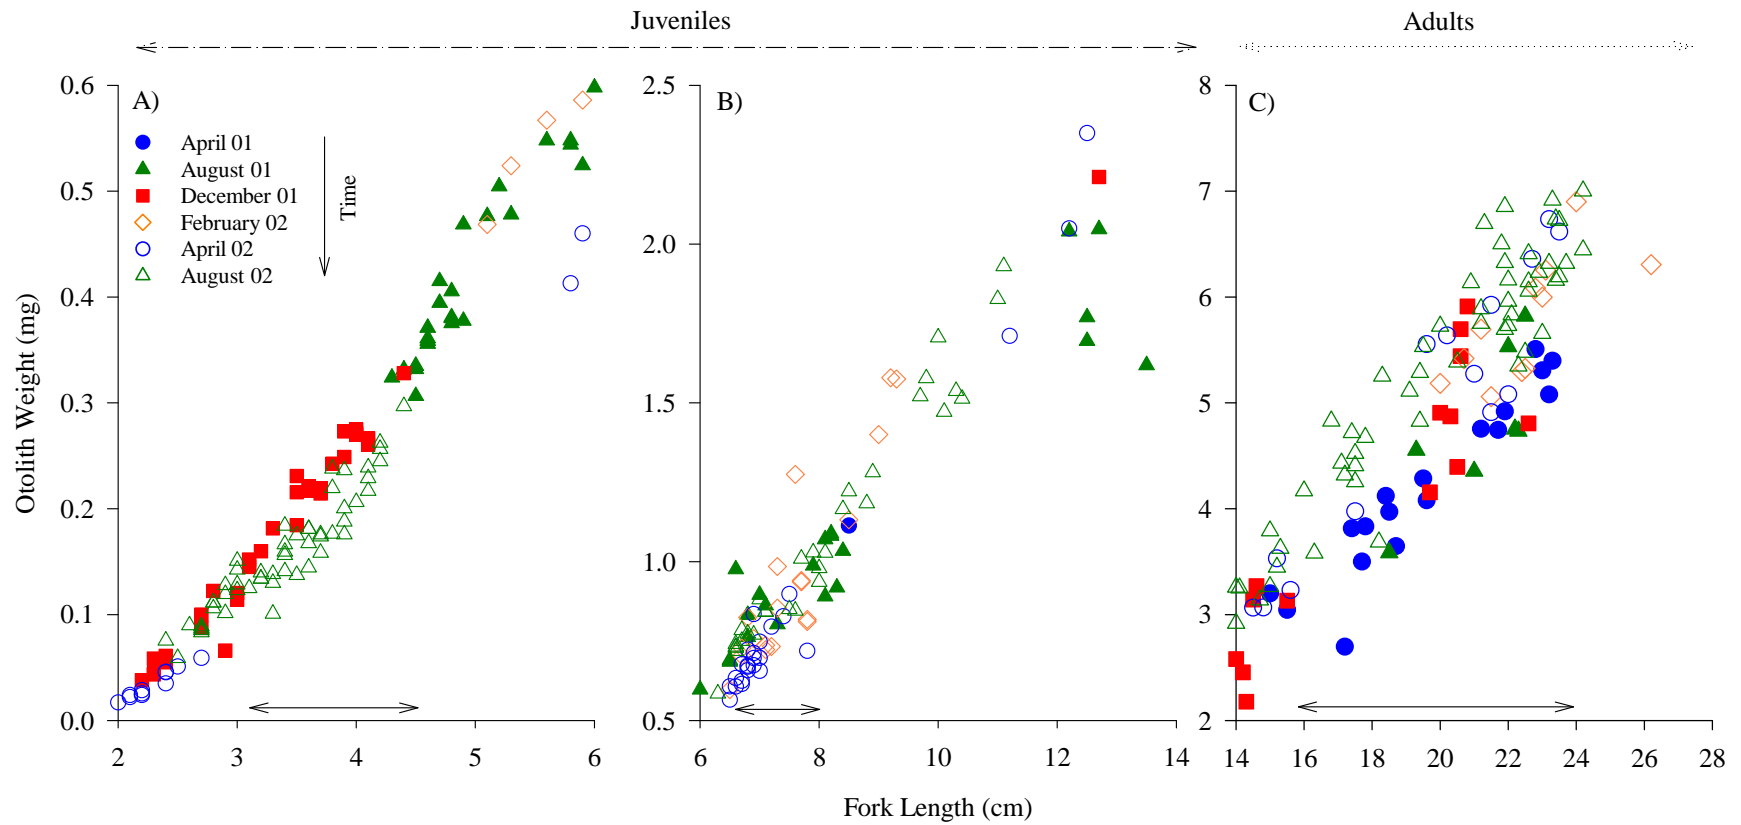 Juveniles
Adults
A)
B)
C)
April 01
August 01
December 01
February 02
April 02
August 02
Time
Otolith Weight (mg)
0.6
0.5
0.4
0.3
0.2
0.1
0.0
2 3 4 5 6
2.5
2.0
1.5
1.0
0.5
6 8 10 12 14
8
7
6
5
4
3
2
14 16 18 20 22 24 26 28
Fork Length (cm)